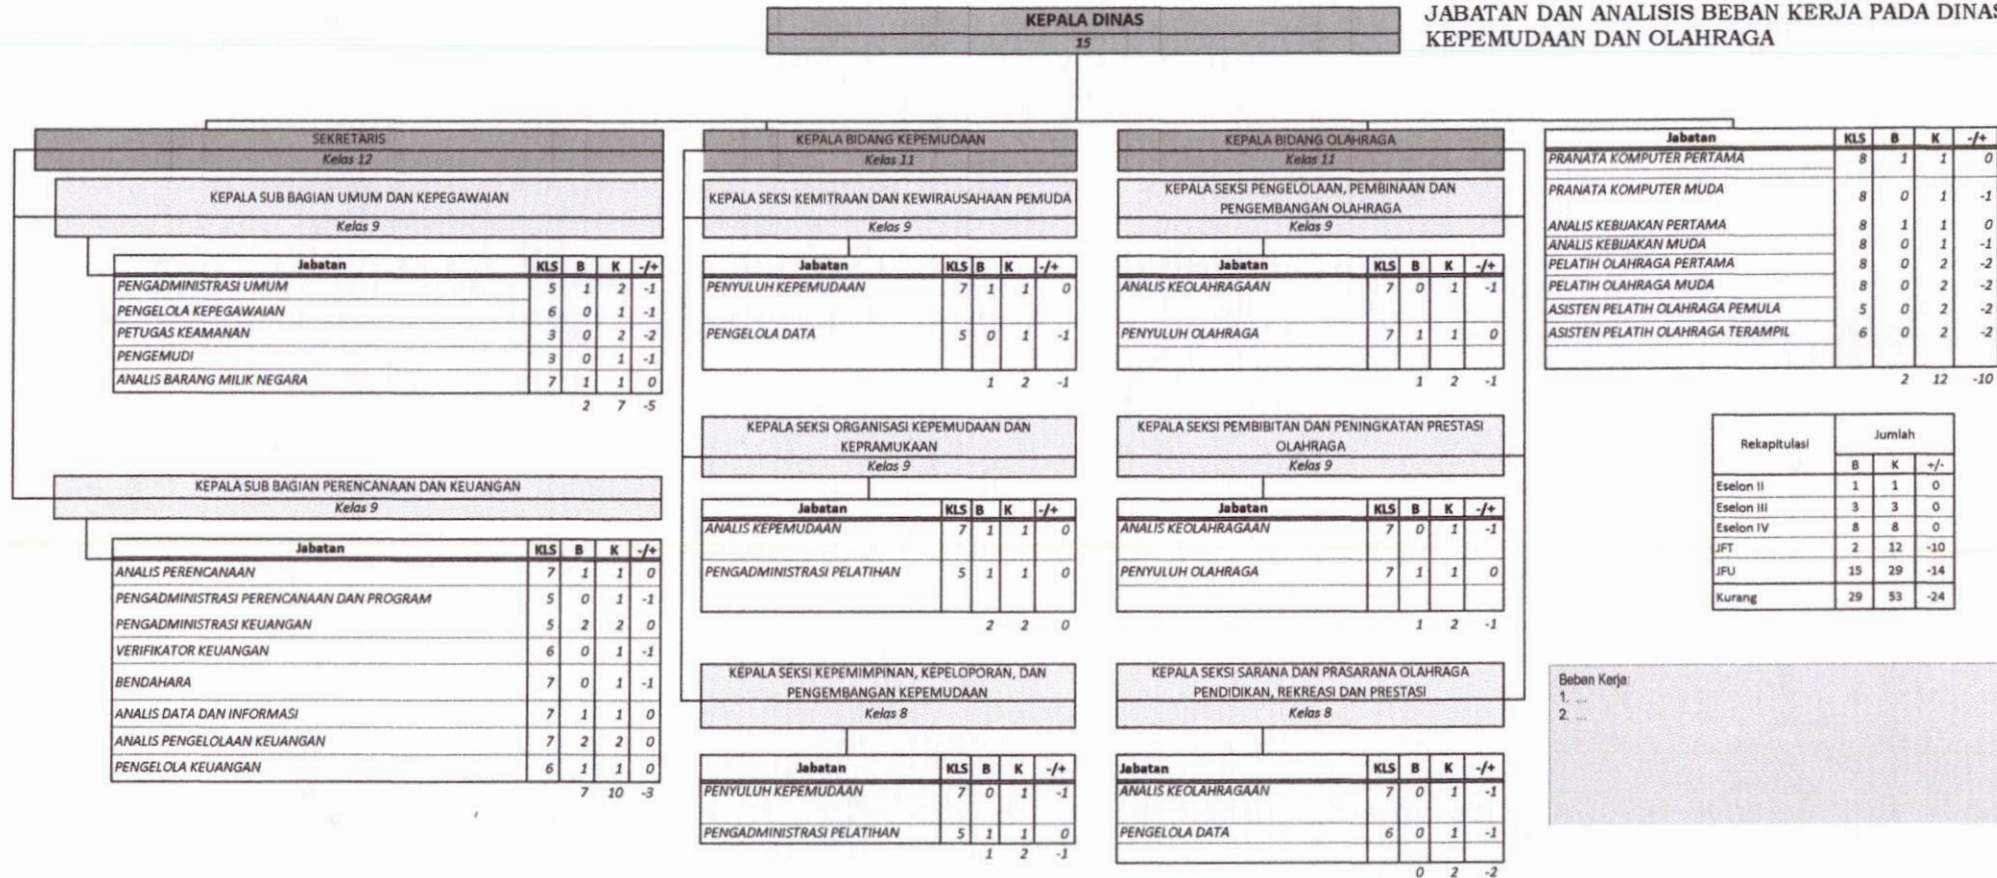 JABATAN DAN ANALISIS BEBAN KERJA PADA DINAS
KEPEMUDAAN DAN OLAHRAGA
KEPALA DINAS
15
SEKRETARIS
Kelas 12
KEPALA SUB BAGIAN UMUM DAN KEPEGAWAIAN
Kelas 9
Jabatan KLS B K -/+
PENGADMINISTRASI UMUM 5 1 2 -1
PENGELOLA KEPEGAWAIAN 6 0 1 -1
PETUGAS KEAMANAN 3 0 2 -2
PENGEMUDI 3 0 1 -1
ANALIS BARANG MILIK NEGARA 7 1 1 0
2 7 -5
KEPALA SUB BAGIAN PERENCANAAN DAN KEUANGAN
Kelas 9
Jabatan KLS B K -/+
ANALIS PERENCANAAN 7 1 1 0
PENGADMINISTRASI PERENCANAAN DAN PROGRAM 5 0 1 -1
PENGADMINISTRASI KEUANGAN 5 2 2 0
VERIFIKATOR KEUANGAN 6 0 1 -1
BENDAHARA 7 0 1 -1
ANALIS DATA DAN INFORMASI 7 1 1 0
ANALIS PENGELOLAAN KEUANGAN 7 2 2 0
PENGELOLA KEUANGAN 6 1 1 0
7 10 -3
KEPALA BIDANG KEPEMUDAAN
Kelas 11
KEPALA SEKSI KEMITRAAN DAN KEWIRAUSAHAAN PEMUDA
Kelas 9
Jabatan KLS B K -/+
PENYULUH KEPEMUDAAN 7 1 1 0
PENGELOLA DATA 5 0 1 -1
1 2 -1
KEPALA SEKSI ORGANISASI KEPEMUDAAN DAN
KEPRAMUKAAN
Kelas 9
Jabatan KLS B K -/+
ANALIS KEPEMUDAAN 7 1 1 0
PENGADMINISTRASI PELATIHAN 5 1 1 0
2 2 0
KEPALA SEKSI KEPEMIMPINAN, KEPELOPORAN, DAN
PENGEMBANGAN KEPEMUDAAN
Kelas 8
Jabatan KLS B K -/+
PENYULUH KEPEMUDAAN 7 0 1 -1
PENGADMINISTRASI PELATIHAN 5 1 1 0
1 2 -1
KEPALA BIDANG OLAHRAGA
Kelas 11
KEPALA SEKSI PENGELOLAAN, PEMBINAAN DAN
PENGEMBANGAN OLAHRAGA
Kelas 9
Jabatan KLS B K -/+
ANALIS KEOLAHRAGAAN 7 0 1 -1
PENYULUH OLAHRAGA 7 1 1 0
1 2 -1
KEPALA SEKSI PEMBIBITAN DAN PENINGKATAN PRESTASI
OLAHRAGA
Kelas 9
Jabatan KLS B K -/+
ANALIS KEOLAHRAGAAN 7 0 1 -1
PENYULUH OLAHRAGA 7 1 1 0
1 2 -1
KEPALA SEKSI SARANA DAN PRASARANA OLAHRAGA
PENDIDIKAN, REKREASI DAN PRESTASI
Kelas 8
Jabatan KLS B K -/+
ANALIS KEOLAHRAGAAN 7 0 1 -1
PENGELOLA DATA 6 0 1 -1
0 2 -2
Jabatan KLS B K -/+
PRANATA KOMPUTER PERTAMA 8 1 1 0
PRANATA KOMPUTER MUDA 8 0 1 -1
ANALIS KEBIJAKAN PERTAMA 8 1 1 0
ANALIS KEBIJAKAN MUDA 8 0 1 -1
PELATIH OLAHRAGA PERTAMA 8 0 2 -2
PELATIH OLAHRAGA MUDA 8 0 2 -2
ASISTEN PELATIH OLAHRAGA PEMULA 5 0 2 -2
ASISTEN PELATIH OLAHRAGA TERAMPIL 6 0 2 -2
2 12 -10
Rekapitulasi Jumlah
B K +/-
Eselon II 1 1 0
Eselon III 3 3 0
Eselon IV 8 8 0
JFT 2 12 -10
JFU 15 29 -14
Kurang 29 53 -24
Beban Kerja:
1. ...
2. ...